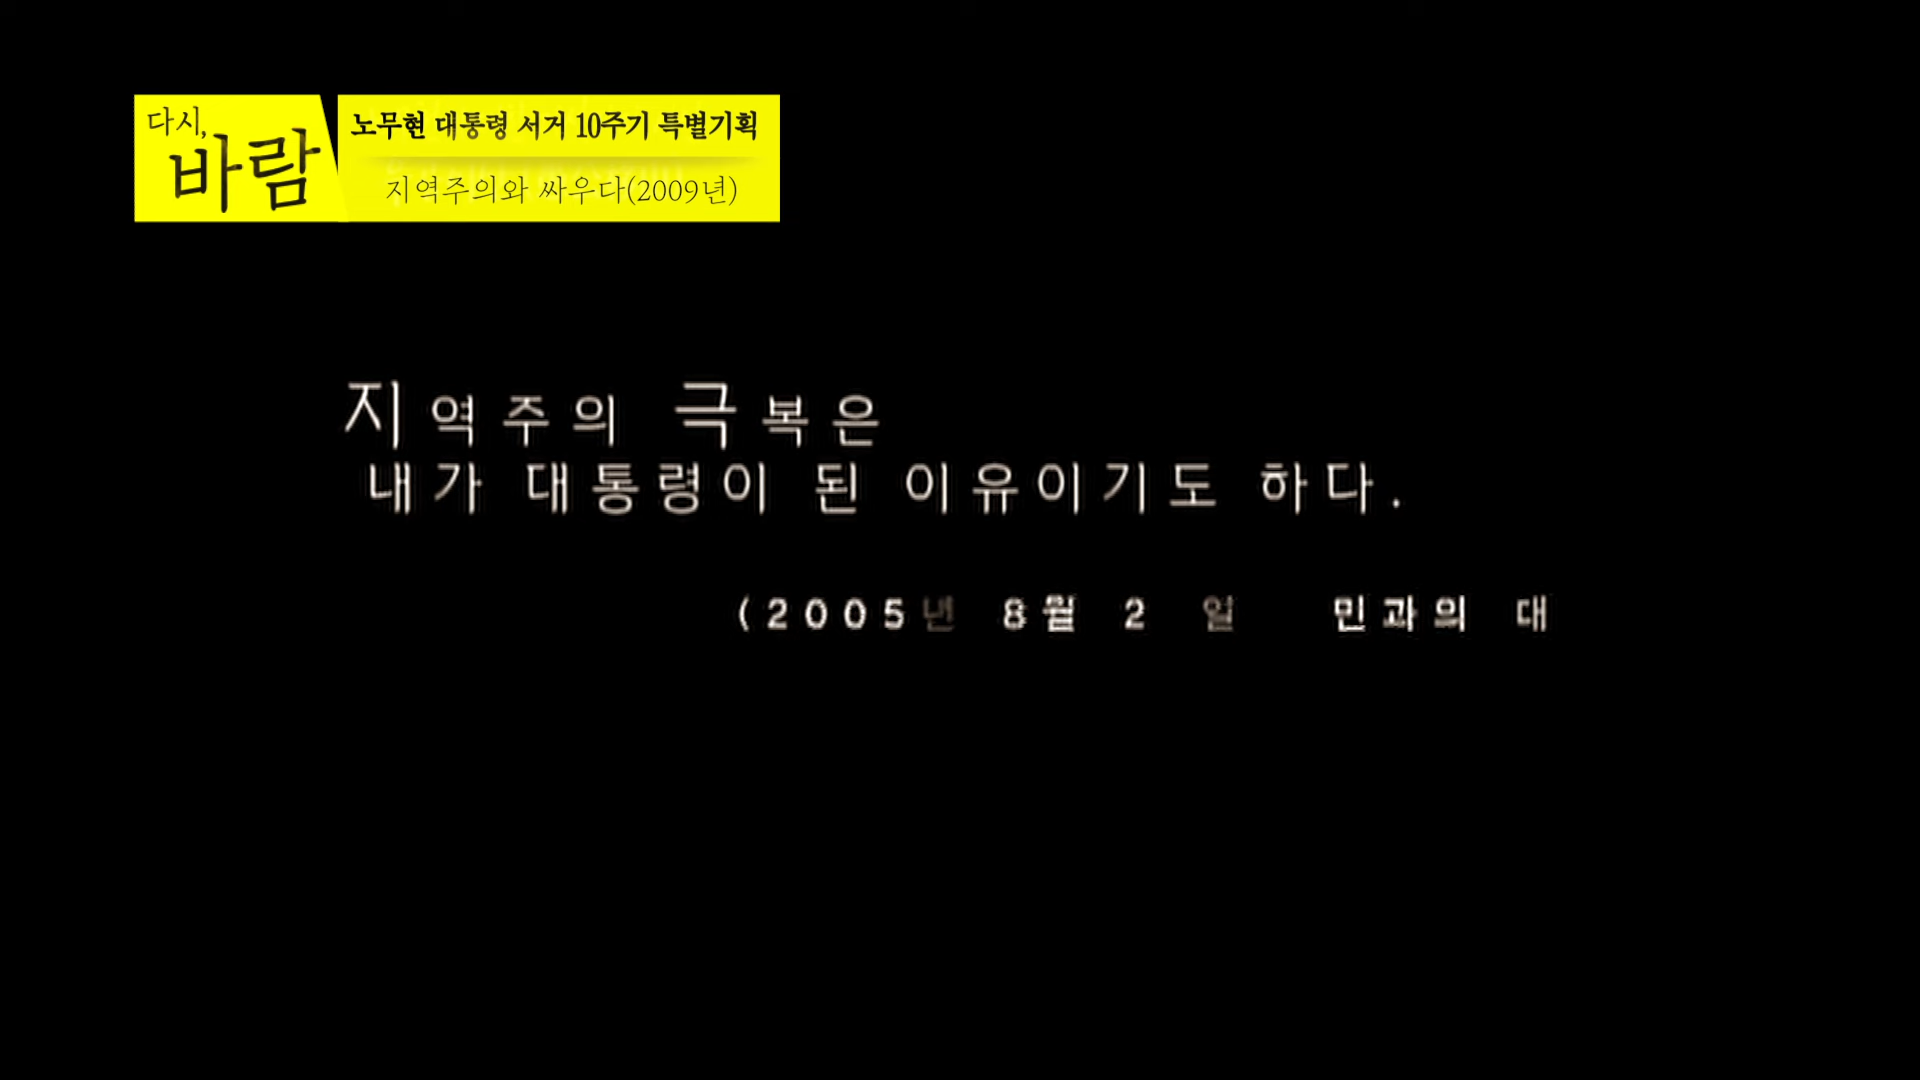 다시,
바람
노무현 대통령 서거 10주기 특별기획
지역주의와 싸우다(2009년)
지역주의 극복은
내가 대통령이 된 이유이기도 하다.
(2005년 8월 2 일 민과의 대